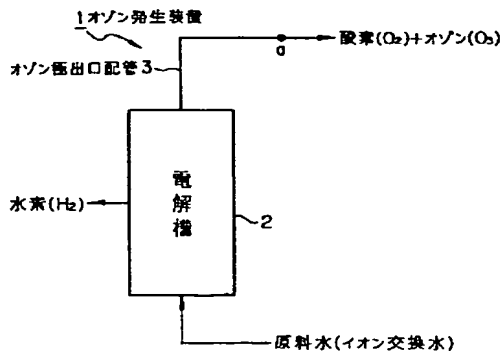 1オゾン発生装置
酸素(O₂)+オゾン(O₃)
オゾン極出口配管3
a
電解機
水素(H₂)
2
原料水(イオン交換水)